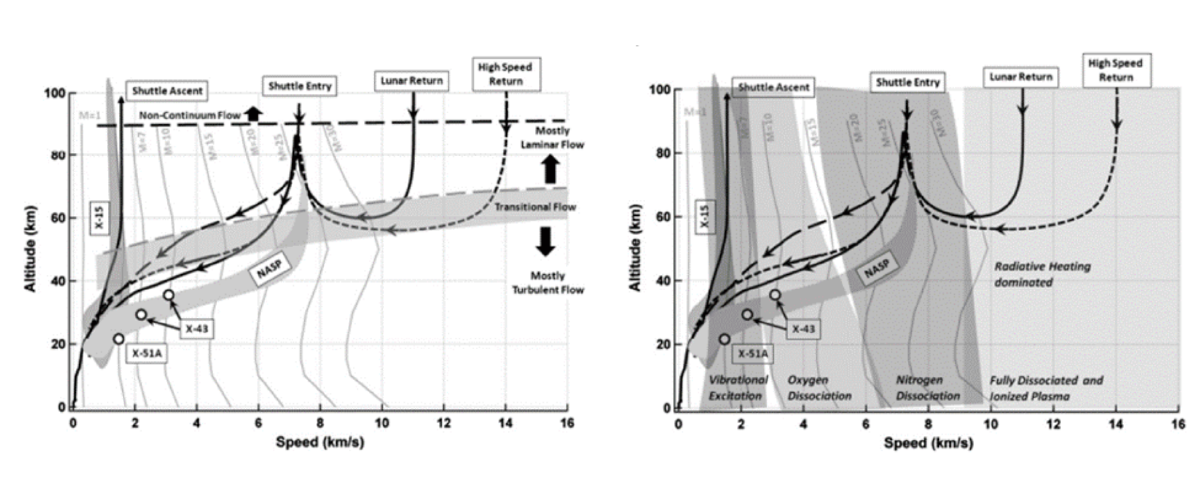 Shuttle Ascent
Shuttle Entry
Lunar Return
High Speed
Return
100
M=1
Non-Continuum Flow
Mostly
Laminar Flow
M=7
M=10
M=15
M=20
M=25
M=30
80
60
X-15
Transitional Flow
Altitude (km)
40
NASP
Mostly
Turbulent Flow
X-43
20
X-51A
0
0 2 4 6 8 10 12 14 16
Speed (km/s)
Shuttle Ascent
Shuttle Entry
Lunar Return
High Speed
Return
100
M=1
M=7
M=10
M=15
M=20
M=25
M=30
80
60
X-15
Altitude (km)
40
NASP
Radiative Heating
dominated
X-43
20
X-51A
Vibrational
Excitation
Oxygen
Dissociation
Nitrogen
Dissociation
Fully Dissociated and
Ionized Plasma
0
0 2 4 6 8 10 12 14 16
Speed (km/s)